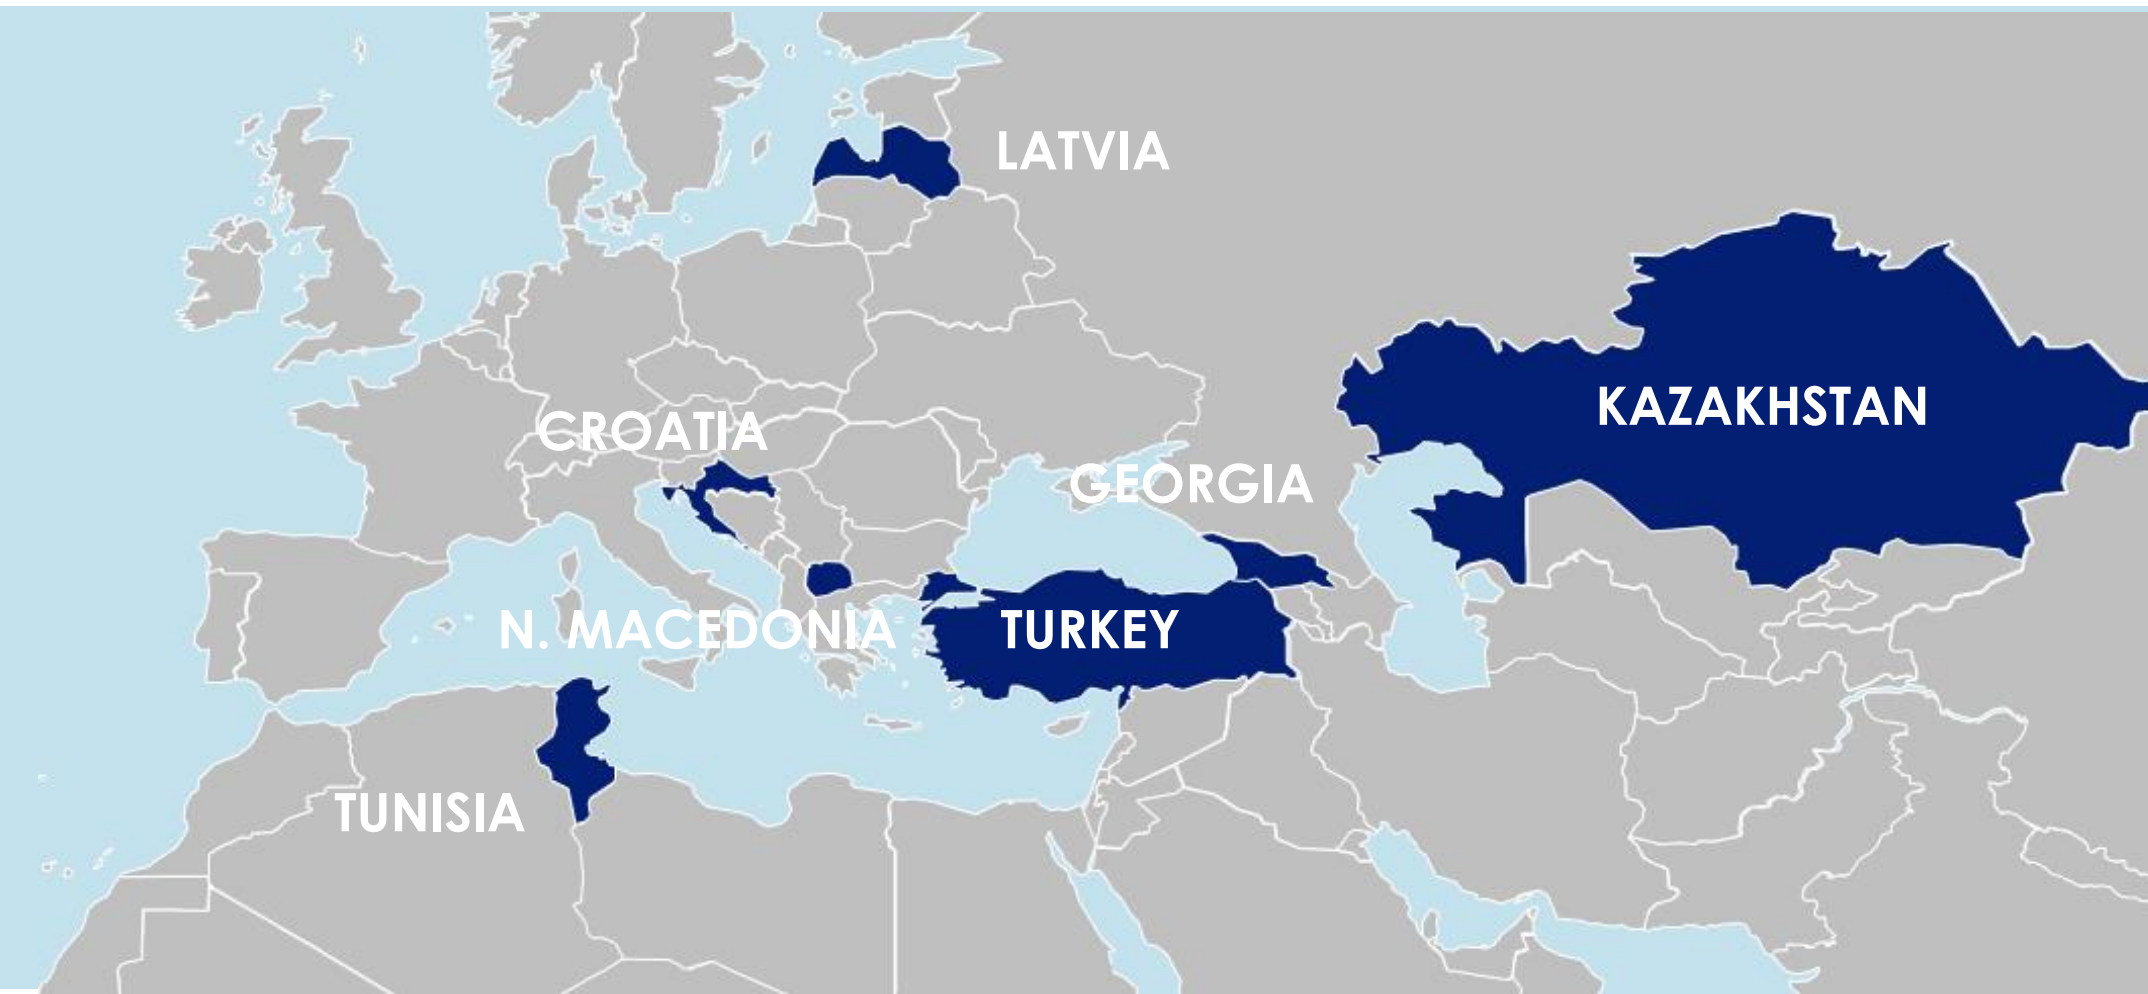 LATVIA
KAZAKHSTAN
CROATIA
GEORGIA
N. MACEDONIA
TURKEY
TUNISIA